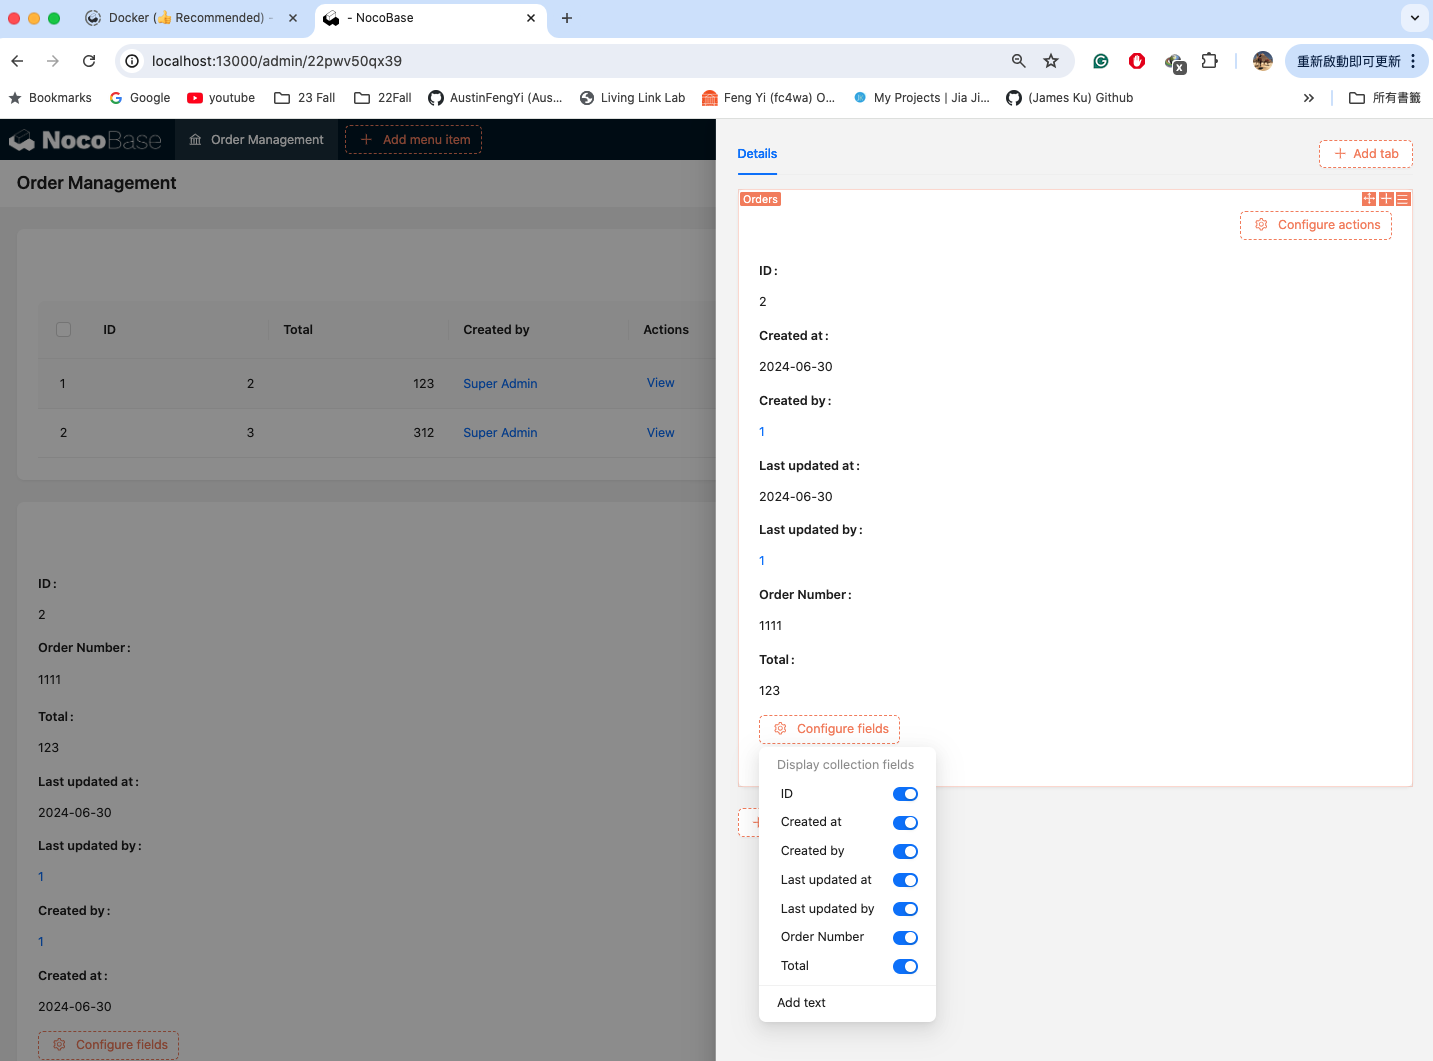 Docker (👍 Recommended) -
- NocoBase
localhost:13000/admin/22pwv50qx39
重新啟動即可更新
Bookmarks
Google
youtube
23 Fall
22Fall
AustinFengYi (Aus...
Living Link Lab
Feng Yi (fc4wa) O...
My Projects | Jia Ji...
(James Ku) Github
所有書籤
NocoBase
Order Management
Add menu item
Order Management
ID
Total
Created by
Actions
1
2
123
Super Admin
View
2
3
312
Super Admin
View
ID:
2
Order Number:
1111
Total:
123
Last updated at:
2024-06-30
Last updated by:
1
Created by:
1
Created at:
2024-06-30
Configure fields
Details
Add tab
Orders
Configure actions
ID:
2
Created at:
2024-06-30
Created by:
1
Last updated at:
2024-06-30
Last updated by:
1
Order Number:
1111
Total:
123
Configure fields
Display collection fields
ID
Created at
Created by
Last updated at
Last updated by
Order Number
Total
Add text